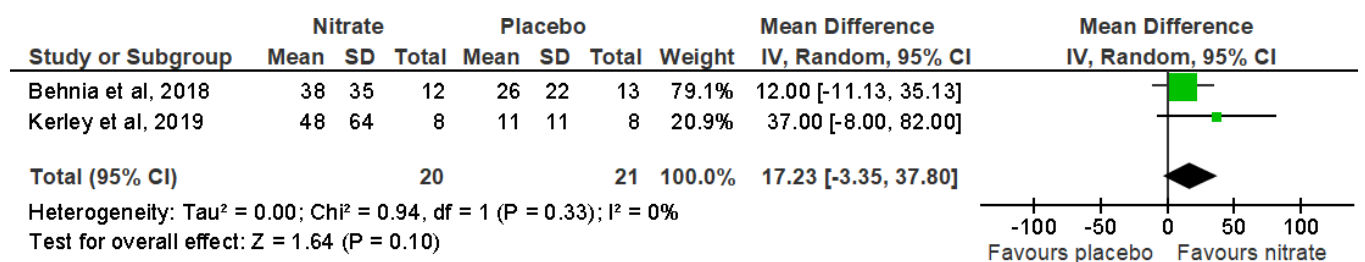 Nitrate Placebo Mean Difference Mean Difference
Study or Subgroup Mean SD Total Mean SD Total Weight IV, Random, 95% CI IV, Random, 95% CI
Behnia et al, 2018 38 35 12 26 22 13 79.1% 12.00 [-11.13, 35.13]
Kerley et al, 2019 48 64 8 11 11 8 20.9% 37.00 [-8.00, 82.00]
Total (95% CI) 20 21 100.0% 17.23 [-3.35, 37.80]
Heterogeneity: Tau² = 0.00; Chi² = 0.94, df = 1 (P = 0.33); I² = 0%
Test for overall effect: Z = 1.64 (P = 0.10)
-100 -50 0 50 100
Favours placebo Favours nitrate